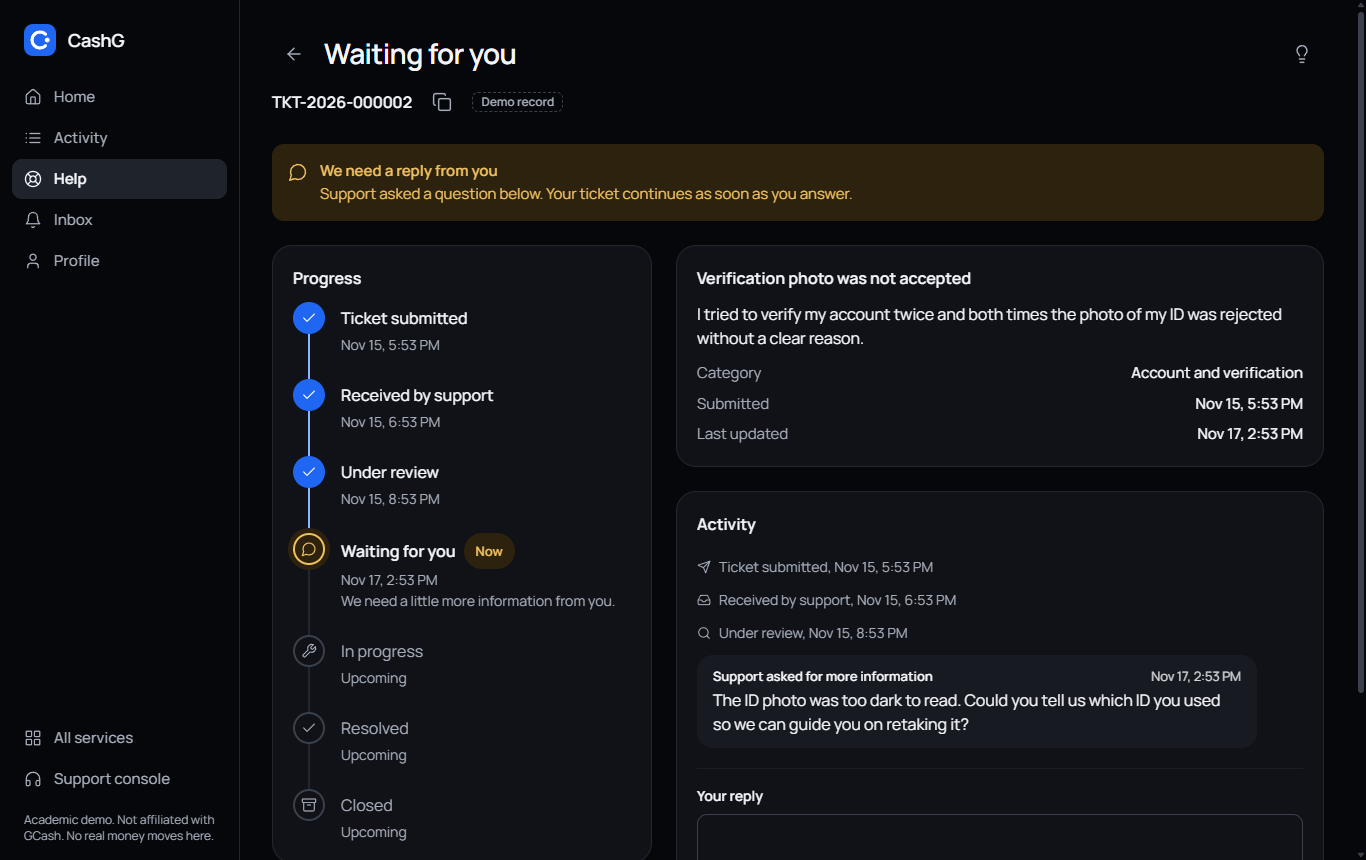 CashG
Home
Activity
Help
Inbox
Profile
All services
Support console
Academic demo. Not affiliated with
GCash. No real money moves here.
Waiting for you
TKT-2026-000002
Demo record
We need a reply from you
Support asked a question below. Your ticket continues as soon as you answer.
Progress
Ticket submitted
Nov 15, 5:53 PM
Received by support
Nov 15, 6:53 PM
Under review
Nov 15, 8:53 PM
Waiting for you Now
Nov 17, 2:53 PM
We need a little more information from you.
In progress
Upcoming
Resolved
Upcoming
Closed
Upcoming
Verification photo was not accepted
I tried to verify my account twice and both times the photo of my ID was rejected
without a clear reason.
Category Account and verification
Submitted Nov 15, 5:53 PM
Last updated Nov 17, 2:53 PM
Activity
Ticket submitted, Nov 15, 5:53 PM
Received by support, Nov 15, 6:53 PM
Under review, Nov 15, 8:53 PM
Support asked for more information Nov 17, 2:53 PM
The ID photo was too dark to read. Could you tell us which ID you used
so we can guide you on retaking it?
Your reply